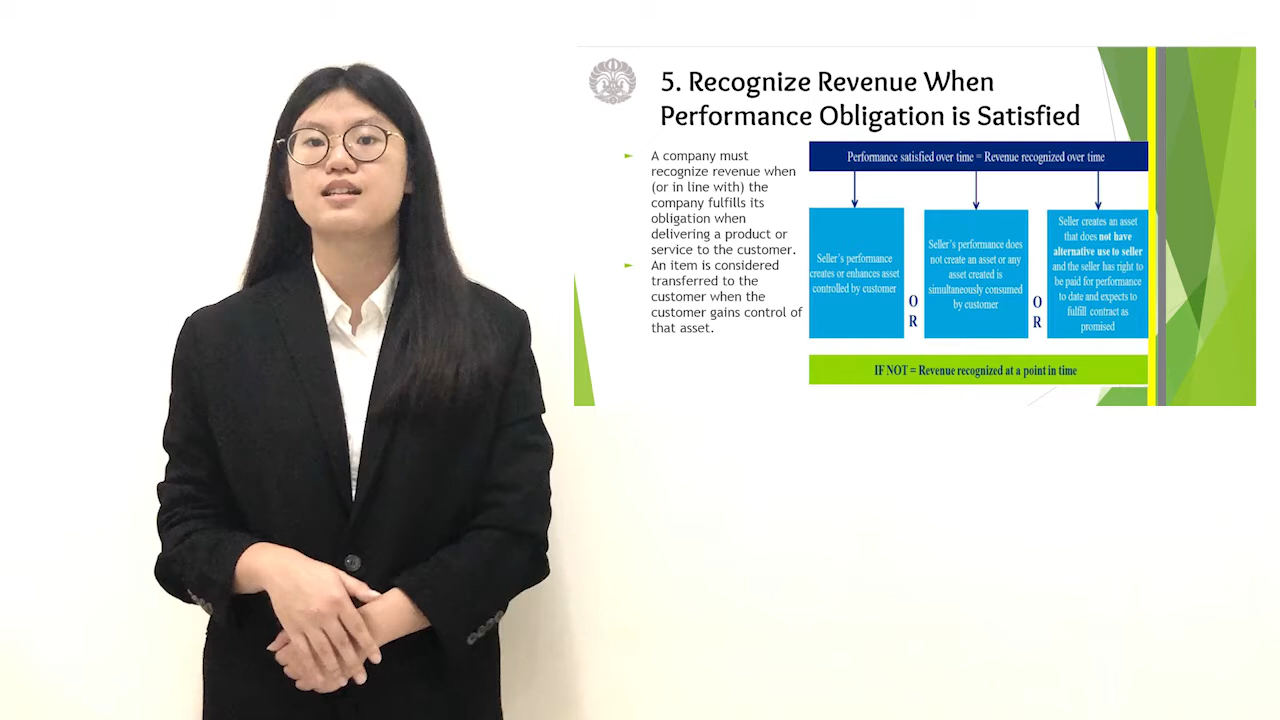 5. Recognize Revenue When
Performance Obligation is Satisfied
A company must
recognize revenue when
(or in line with) the
company fulfills its
obligation when
delivering a product or
service to the customer.
An item is considered
transferred to the
customer when the
customer gains control of
that asset.
Performance satisfied over time = Revenue recognized over time
Seller's performance
creates or enhances asset
controlled by customer
O
R
Seller's performance does
not create an asset or any
asset created is
simultaneously consumed
by customer
O
R
Seller creates an asset
that does not have
alternative use to seller
and the seller has right to
be paid for performance
to date and expects to
fulfill contract as
promised
IF NOT = Revenue recognized at a point in time